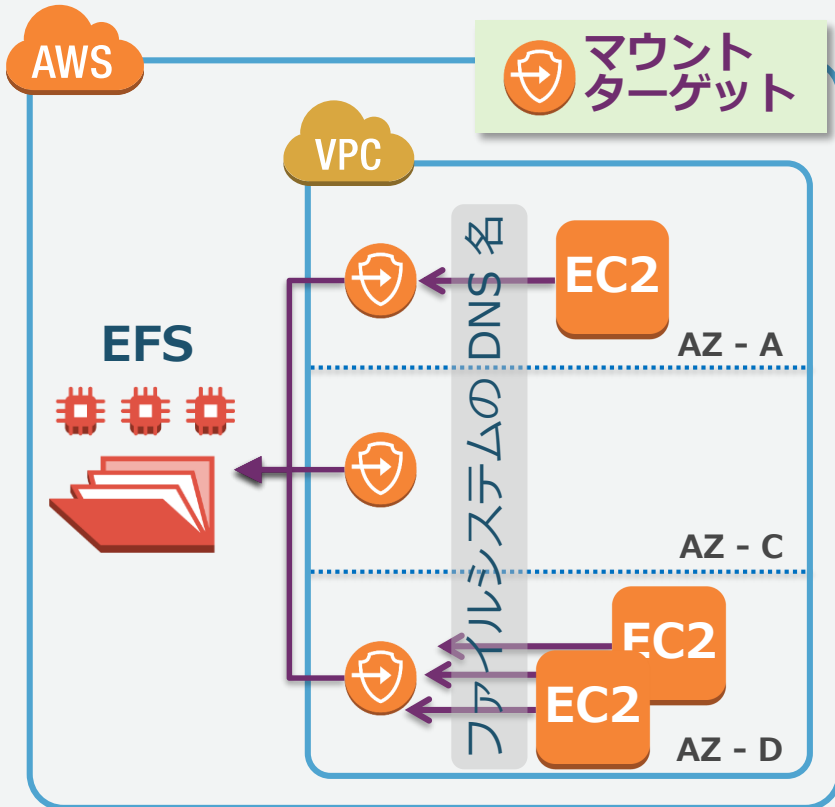 AWS
マウント
ターゲット
VPC
ファイルシステムの DNS 名
EC2
AZ - A
EFS
AZ - C
EC2
EC2
AZ - D